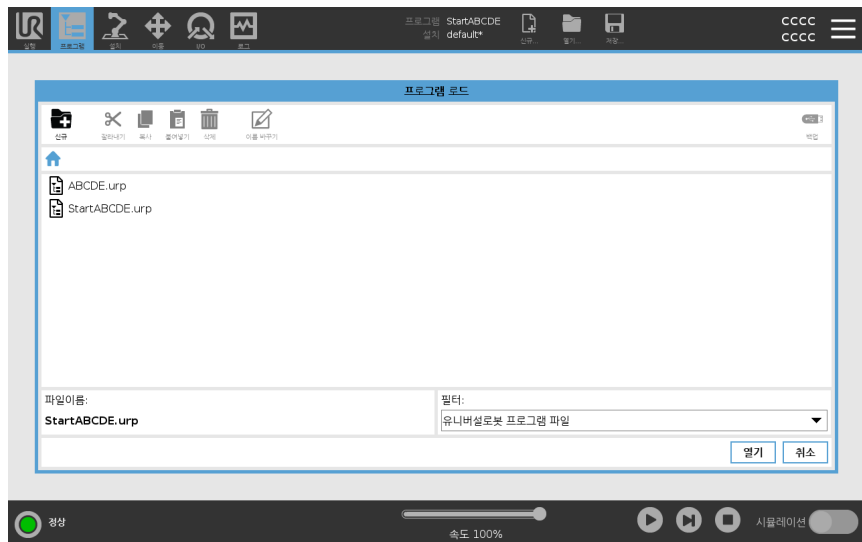 UR
실행
프로그램
설치
이동
I/O
로그
프로그램 StartABCDE
설치 default*
신규...
열기...
저장...
cccc
cccc
프로그램 로드
신규
잘라내기
복사
붙여넣기
삭제
이름 바꾸기
백업
ABCDE.urp
StartABCDE.urp
파일이름:
StartABCDE.urp
필터:
유니버설로봇 프로그램 파일
열기
취소
정상
속도 100%
시뮬레이션